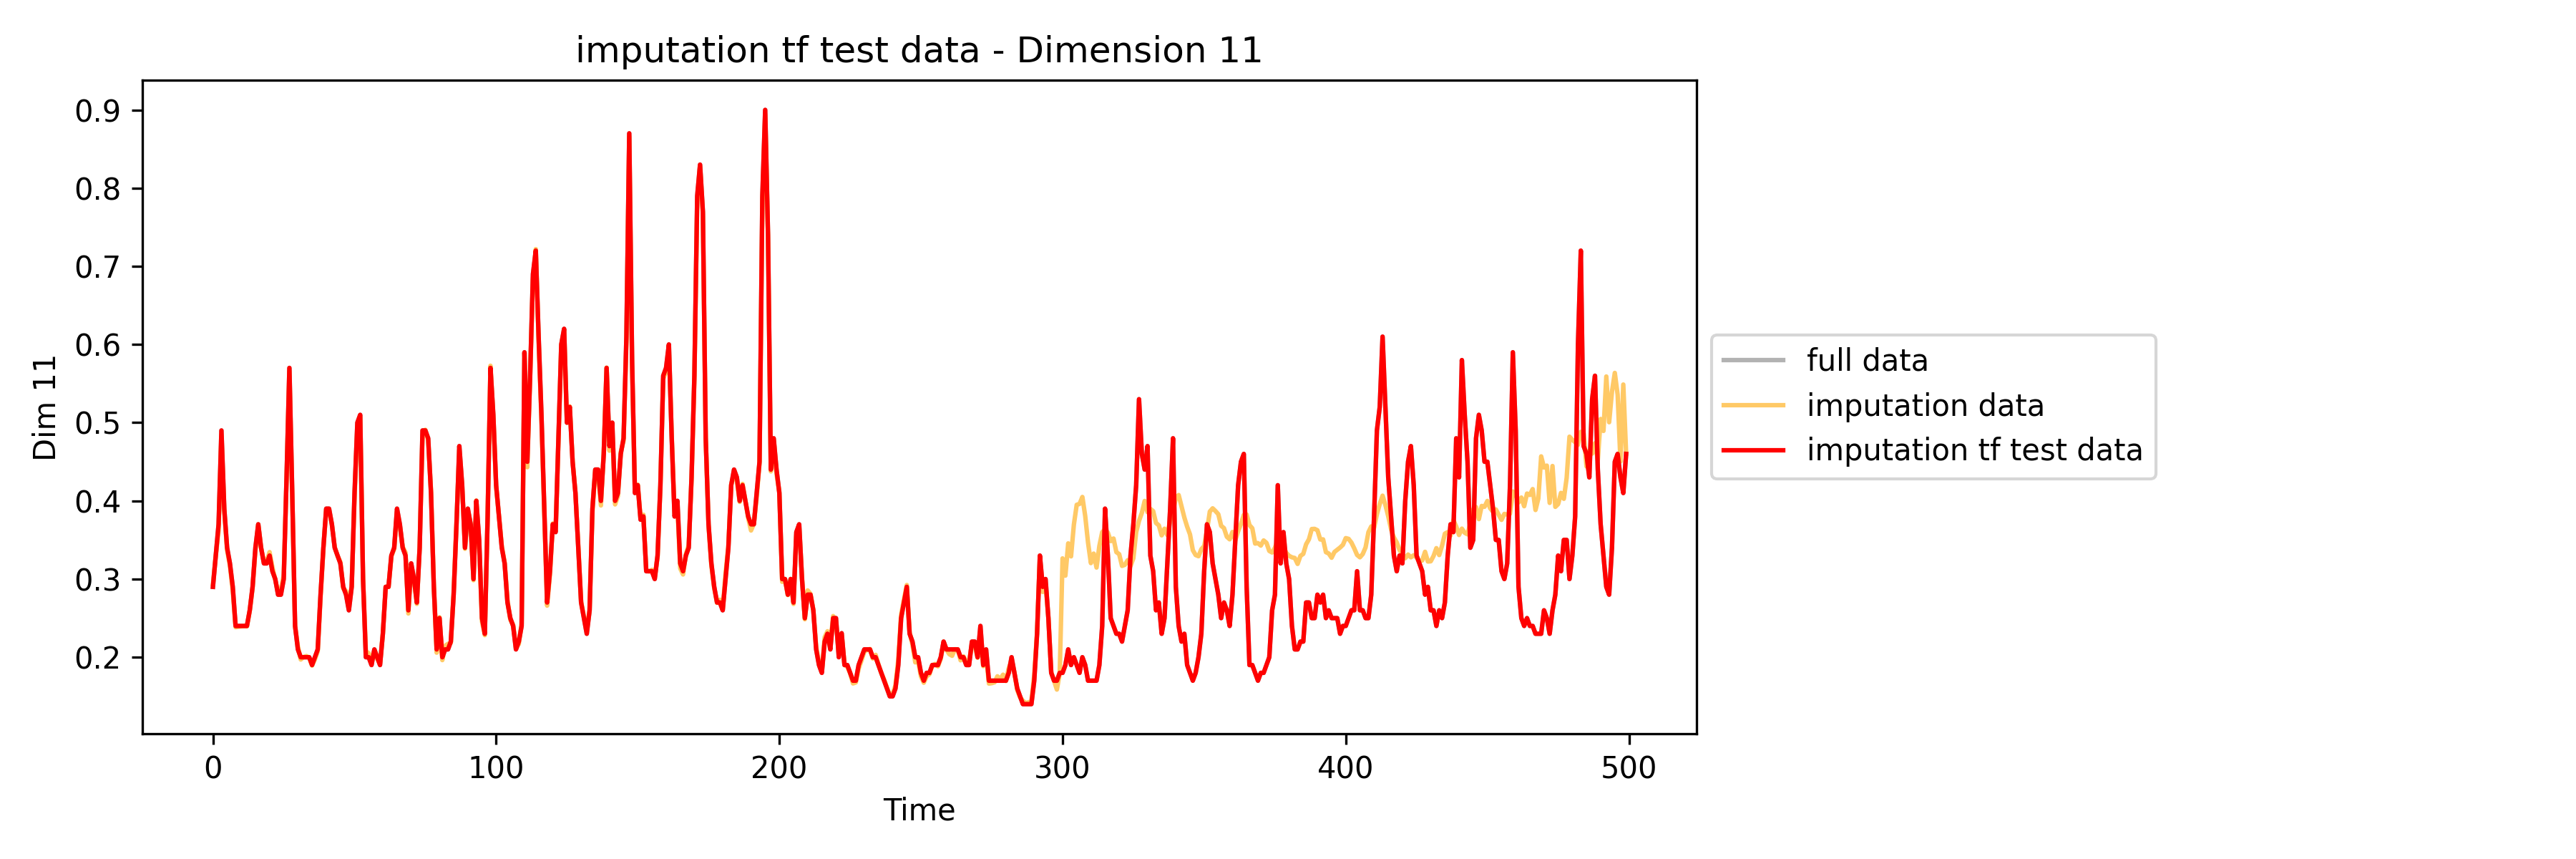 imputation tf test data - Dimension 11
0.9
0.8
0.7
0.6
0.5
0.4
0.3
0.2
Dim 11
0
100
200
300
400
500
Time
full data
imputation data
imputation tf test data